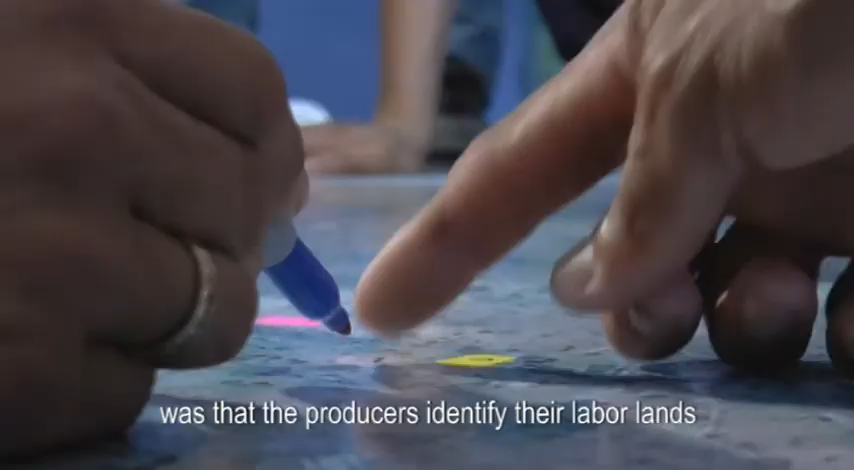 was that the producers identify their labor lands